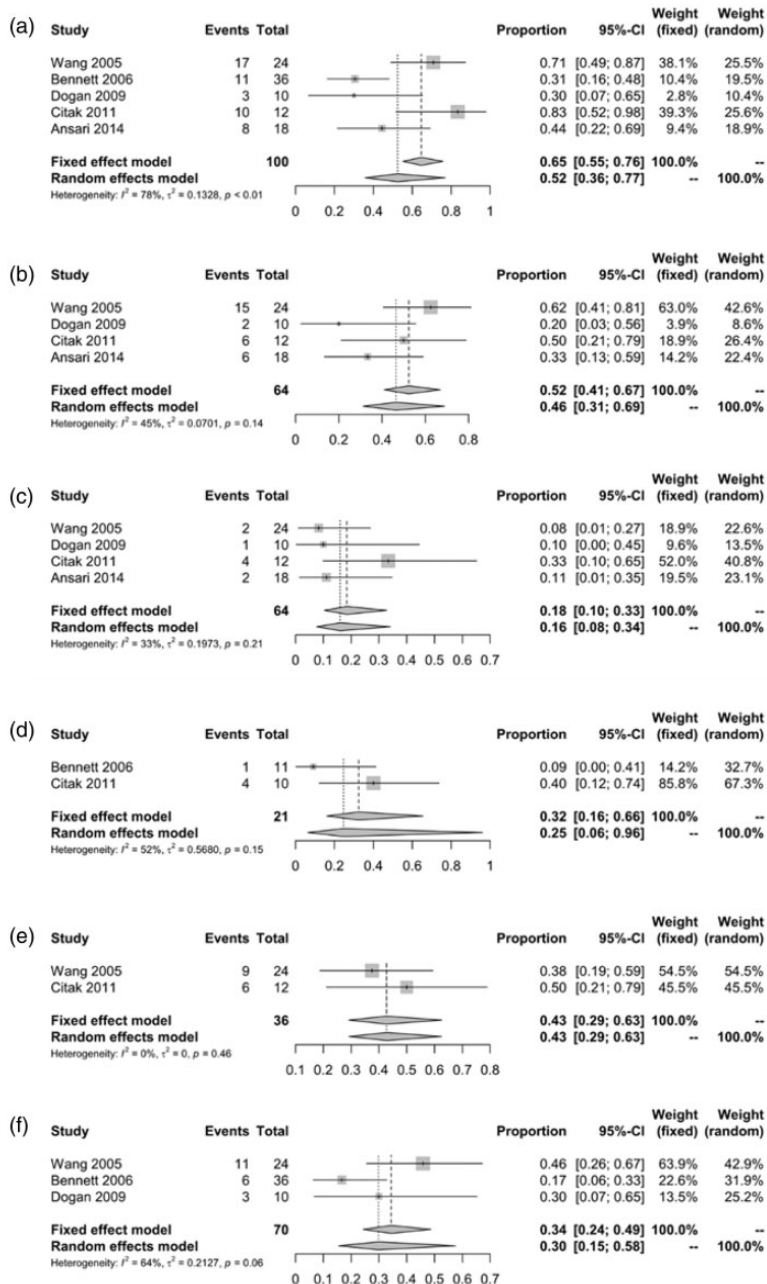 (a)
Study Events Total Proportion 95%-CI Weight (fixed) Weight (random)
Wang 2005 17 24 0.71 [0.49; 0.87] 38.1% 25.5%
Bennett 2006 11 36 0.31 [0.16; 0.48] 10.4% 19.5%
Dogan 2009 3 10 0.30 [0.07; 0.65] 2.8% 10.4%
Citak 2011 10 12 0.83 [0.52; 0.98] 39.3% 25.6%
Ansari 2014 8 18 0.44 [0.22; 0.69] 9.4% 18.9%
Fixed effect model 100 0.65 [0.55; 0.76] 100.0% --
Random effects model 0.52 [0.36; 0.77] -- 100.0%
Heterogeneity: I² = 78%, τ² = 0.1328, p < 0.01
0 0.2 0.4 0.6 0.8 1
(b)
Study Events Total Proportion 95%-CI Weight (fixed) Weight (random)
Wang 2005 15 24 0.62 [0.41; 0.81] 63.0% 42.6%
Dogan 2009 2 10 0.20 [0.03; 0.56] 3.9% 8.6%
Citak 2011 6 12 0.50 [0.21; 0.79] 18.9% 26.4%
Ansari 2014 6 18 0.33 [0.13; 0.59] 14.2% 22.4%
Fixed effect model 64 0.52 [0.41; 0.67] 100.0% --
Random effects model 0.46 [0.31; 0.69] -- 100.0%
Heterogeneity: I² = 45%, τ² = 0.0701, p = 0.14
0 0.2 0.4 0.6 0.8
(c)
Study Events Total Proportion 95%-CI Weight (fixed) Weight (random)
Wang 2005 2 24 0.08 [0.01; 0.27] 18.9% 22.6%
Dogan 2009 1 10 0.10 [0.00; 0.45] 9.6% 13.5%
Citak 2011 4 12 0.33 [0.10; 0.65] 52.0% 40.8%
Ansari 2014 2 18 0.11 [0.01; 0.35] 19.5% 23.1%
Fixed effect model 64 0.18 [0.10; 0.33] 100.0% --
Random effects model 0.16 [0.08; 0.34] -- 100.0%
Heterogeneity: I² = 33%, τ² = 0.1973, p = 0.21
0 0.1 0.2 0.3 0.4 0.5 0.6 0.7
(d)
Study Events Total Proportion 95%-CI Weight (fixed) Weight (random)
Bennett 2006 1 11 0.09 [0.00; 0.41] 14.2% 32.7%
Citak 2011 4 10 0.40 [0.12; 0.74] 85.8% 67.3%
Fixed effect model 21 0.32 [0.16; 0.66] 100.0% --
Random effects model 0.25 [0.06; 0.96] -- 100.0%
Heterogeneity: I² = 52%, τ² = 0.5680, p = 0.15
0 0.2 0.4 0.6 0.8 1
(e)
Study Events Total Proportion 95%-CI Weight (fixed) Weight (random)
Wang 2005 9 24 0.38 [0.19; 0.59] 54.5% 54.5%
Citak 2011 6 12 0.50 [0.21; 0.79] 45.5% 45.5%
Fixed effect model 36 0.43 [0.29; 0.63] 100.0% --
Random effects model 0.43 [0.29; 0.63] -- 100.0%
Heterogeneity: I² = 0%, τ² = 0, p = 0.46
0.1 0.2 0.3 0.4 0.5 0.6 0.7 0.8
(f)
Study Events Total Proportion 95%-CI Weight (fixed) Weight (random)
Wang 2005 11 24 0.46 [0.26; 0.67] 63.9% 42.9%
Bennett 2006 6 36 0.17 [0.06; 0.33] 22.6% 31.9%
Dogan 2009 3 10 0.30 [0.07; 0.65] 13.5% 25.2%
Fixed effect model 70 0.34 [0.24; 0.49] 100.0% --
Random effects model 0.30 [0.15; 0.58] -- 100.0%
Heterogeneity: I² = 64%, τ² = 0.2127, p = 0.06
0 0.1 0.2 0.3 0.4 0.5 0.6 0.7